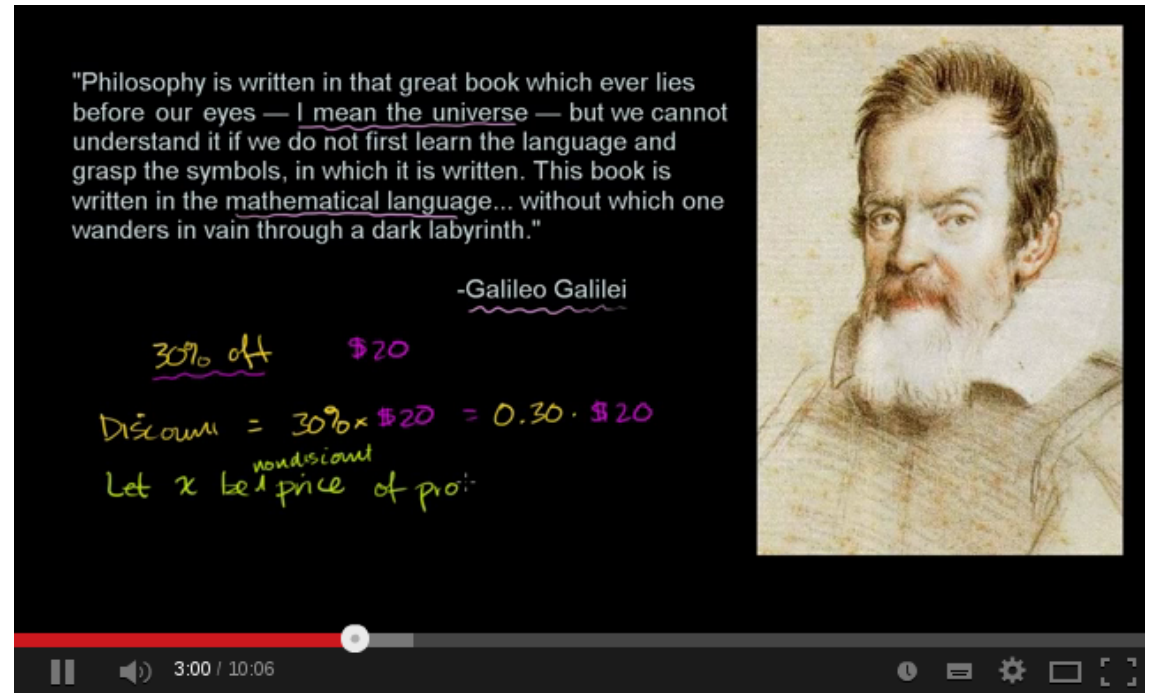 "Philosophy is written in that great book which ever lies
before our eyes — I mean the universe — but we cannot
understand it if we do not first learn the language and
grasp the symbols, in which it is written. This book is
written in the mathematical language... without which one
wanders in vain through a dark labyrinth."
-Galileo Galilei
30% off $20
Discount = 30% × $20 = 0.30 · $20
nondiscount
Let x be price of pro
3:00 / 10:06